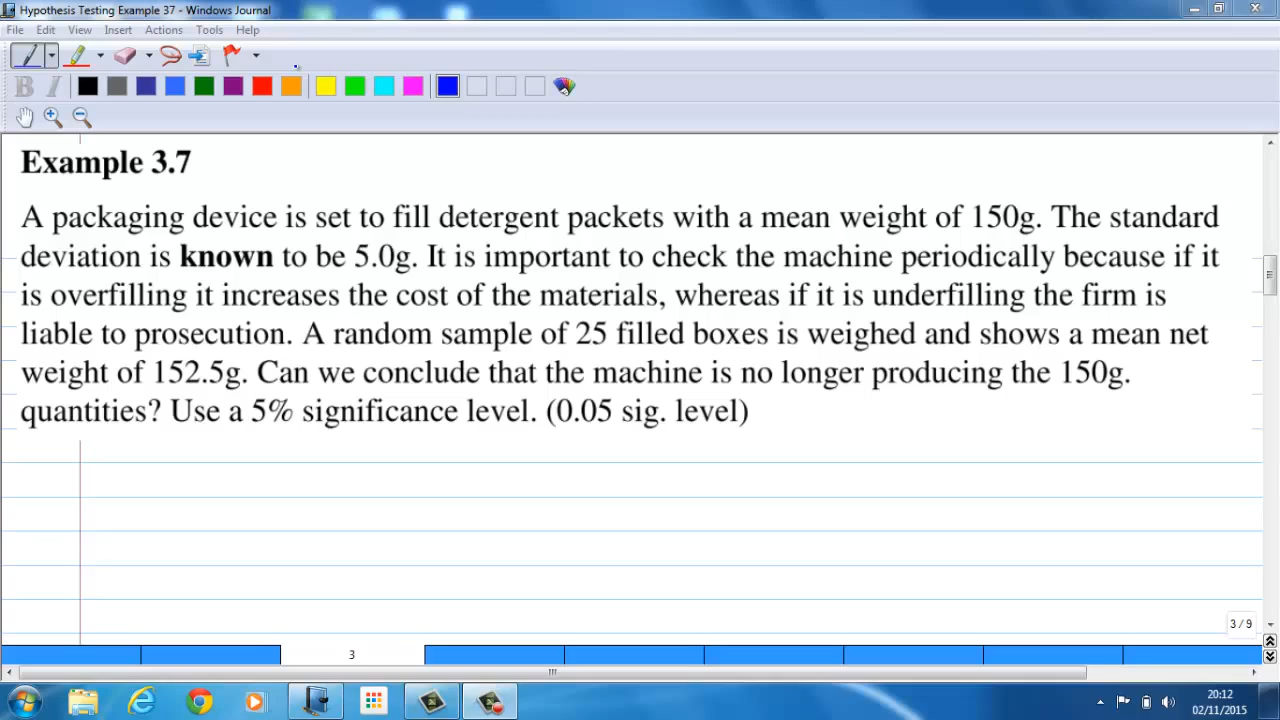 Hypothesis Testing Example 37 - Windows Journal
File Edit View Insert Actions Tools Help
B I
Example 3.7
A packaging device is set to fill detergent packets with a mean weight of 150g. The standard
deviation is known to be 5.0g. It is important to check the machine periodically because if it
is overfilling it increases the cost of the materials, whereas if it is underfilling the firm is
liable to prosecution. A random sample of 25 filled boxes is weighed and shows a mean net
weight of 152.5g. Can we conclude that the machine is no longer producing the 150g.
quantities? Use a 5% significance level. (0.05 sig. level)
3 / 9
3
20:12
02/11/2015